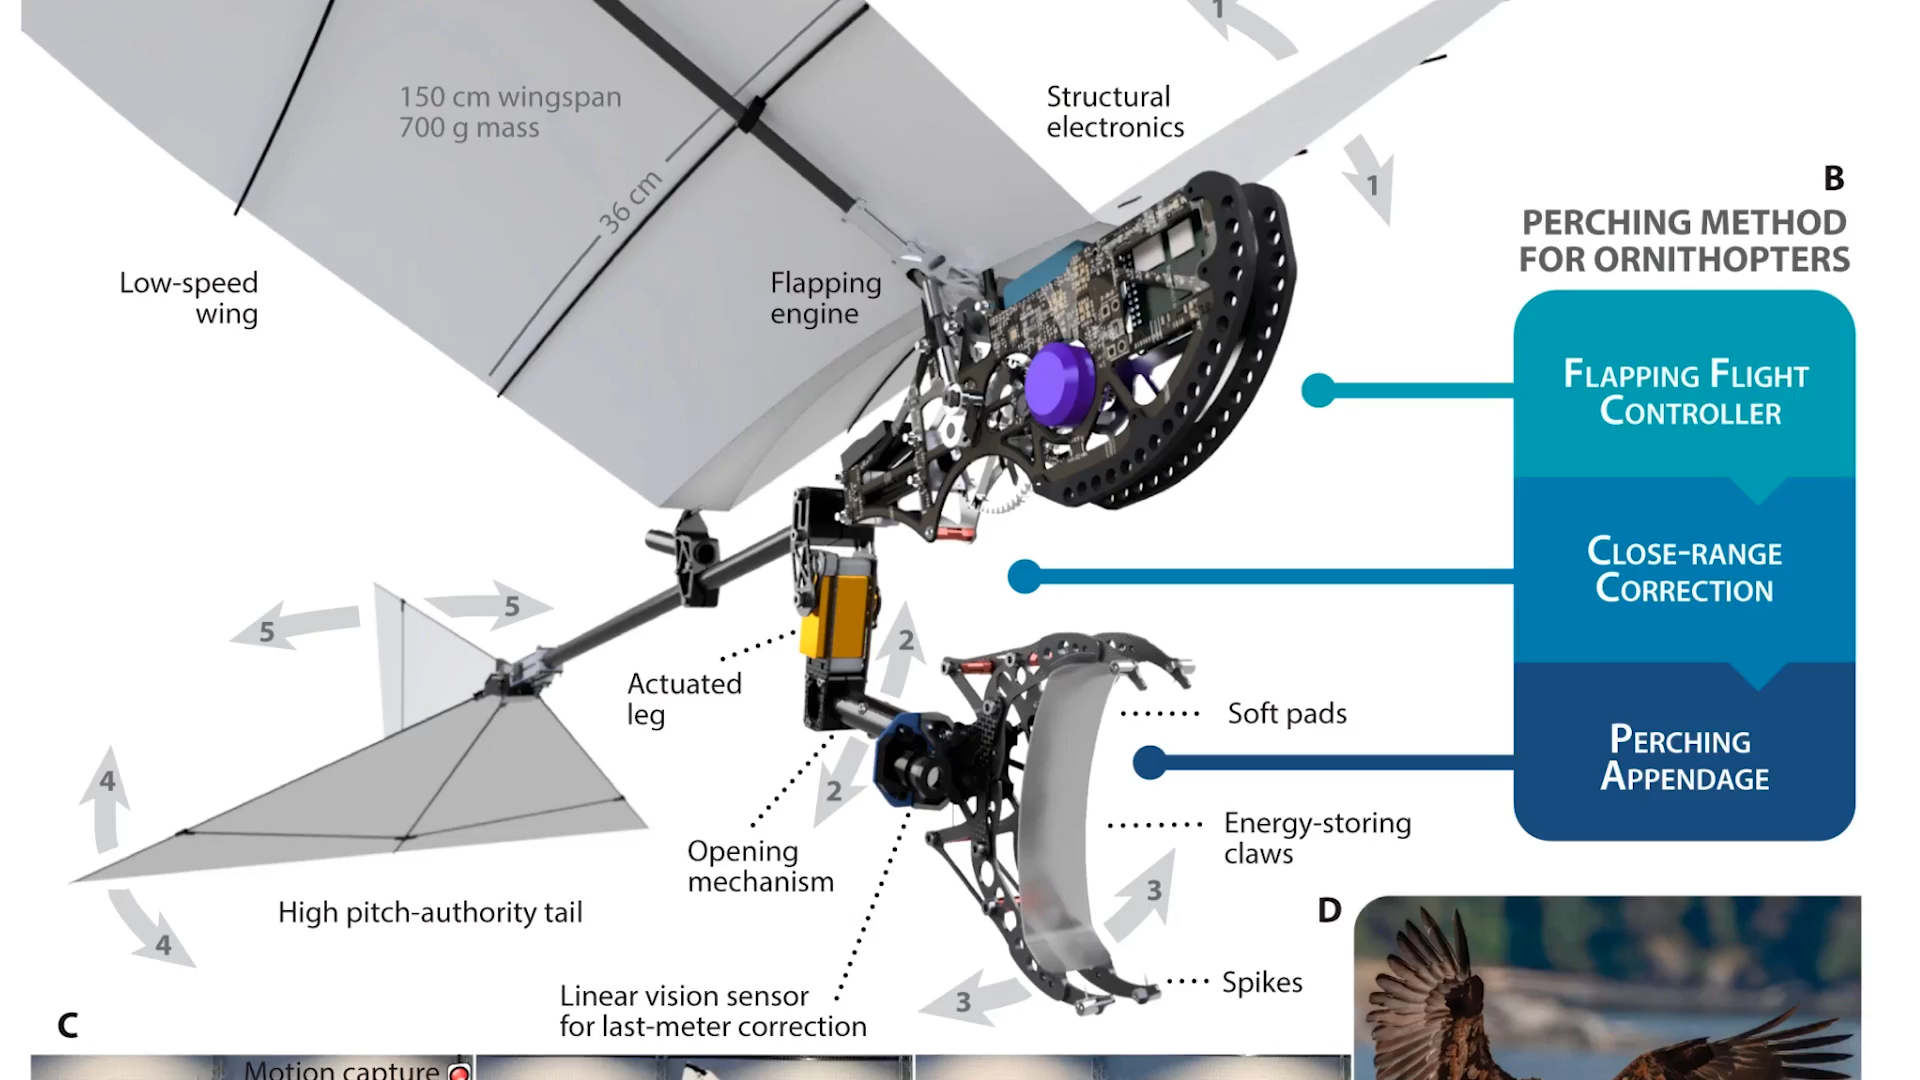 1
150 cm wingspan
700 g mass
36 cm
Structural
electronics
1
Low-speed
wing
Flapping
engine
B
PERCHING METHOD
FOR ORNITHOPTERS
FLAPPING FLIGHT
CONTROLLER
CLOSE-RANGE
CORRECTION
PERCHING
APPENDAGE
5
5
Actuated
leg
2
2
Soft pads
Energy-storing
claws
3
3
Spikes
4
4
Opening
mechanism
High pitch-authority tail
Linear vision sensor
for last-meter correction
C
D
Motion capture